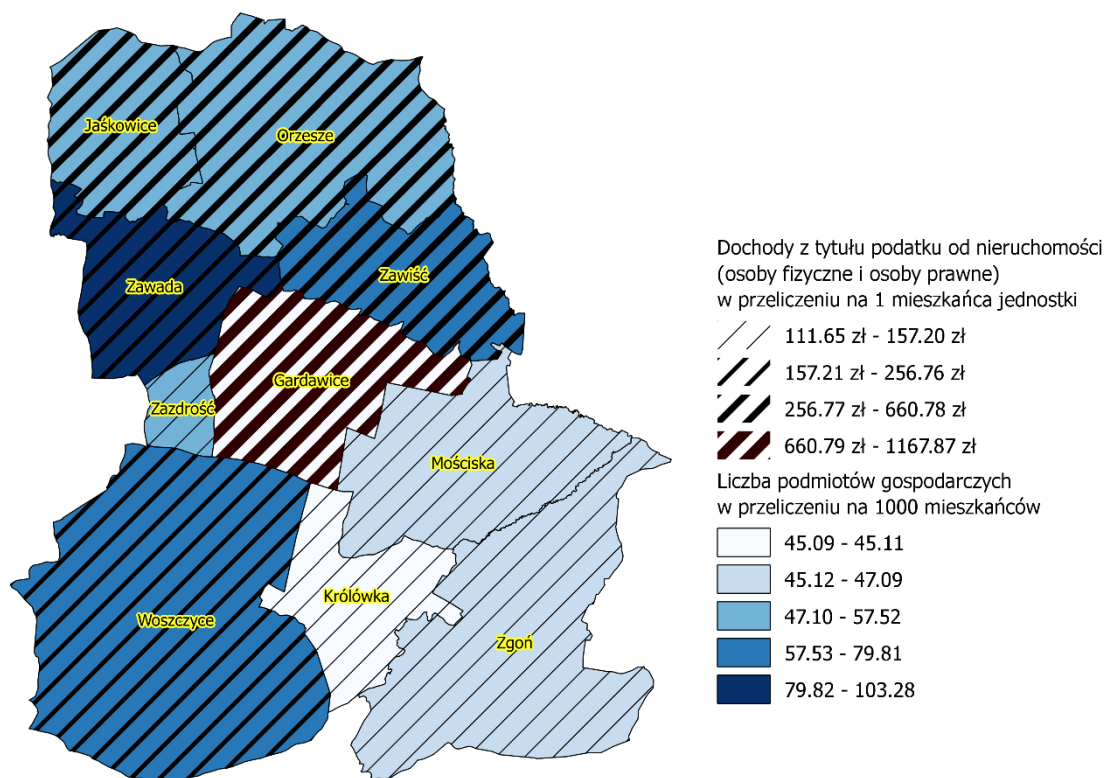 Jaśkowice
Orzesze
Zawada
Zawiść
Gardawice
Zazdrość
Mościska
Królówka
Woszczyce
Zgoń
Dochody z tytułu podatku od nieruchomości
(osoby fizyczne i osoby prawne)
w przeliczeniu na 1 mieszkańca jednostki
111.65 zł - 157.20 zł
157.21 zł - 256.76 zł
256.77 zł - 660.78 zł
660.79 zł - 1167.87 zł
Liczba podmiotów gospodarczych
w przeliczeniu na 1000 mieszkańców
45.09 - 45.11
45.12 - 47.09
47.10 - 57.52
57.53 - 79.81
79.82 - 103.28